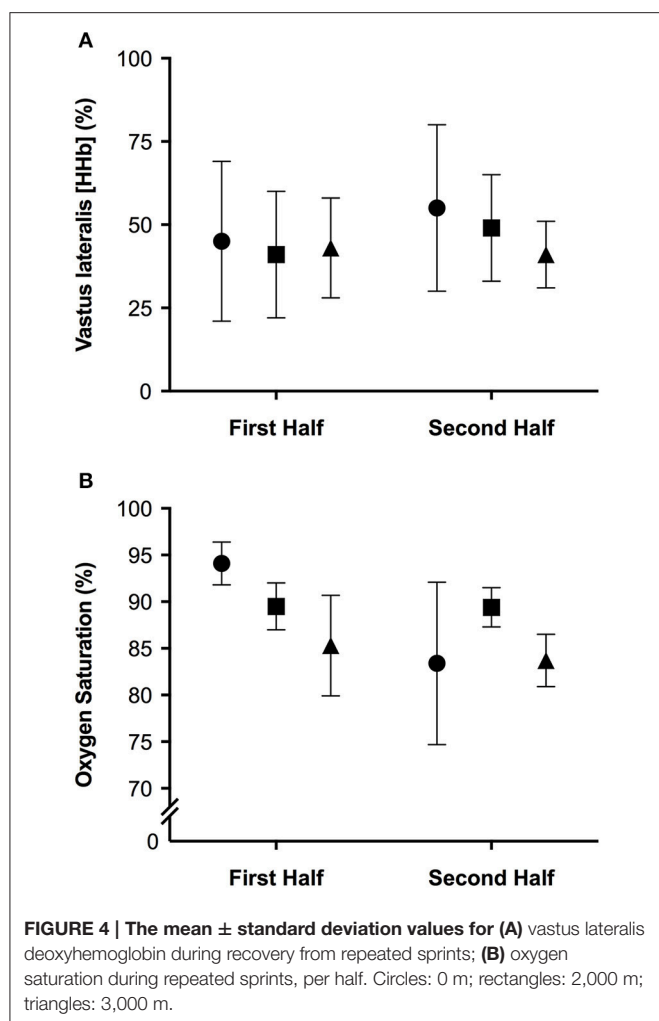 A
100
75
50
25
0
Vastus lateralis [HHb] (%)
First Half
Second Half
B
100
95
90
85
80
75
70
0
Oxygen Saturation (%)
First Half
Second Half
FIGURE 4 | The mean ± standard deviation values for (A) vastus lateralis
deoxyhemoglobin during recovery from repeated sprints; (B) oxygen
saturation during repeated sprints, per half. Circles: 0 m; rectangles: 2,000 m;
triangles: 3,000 m.